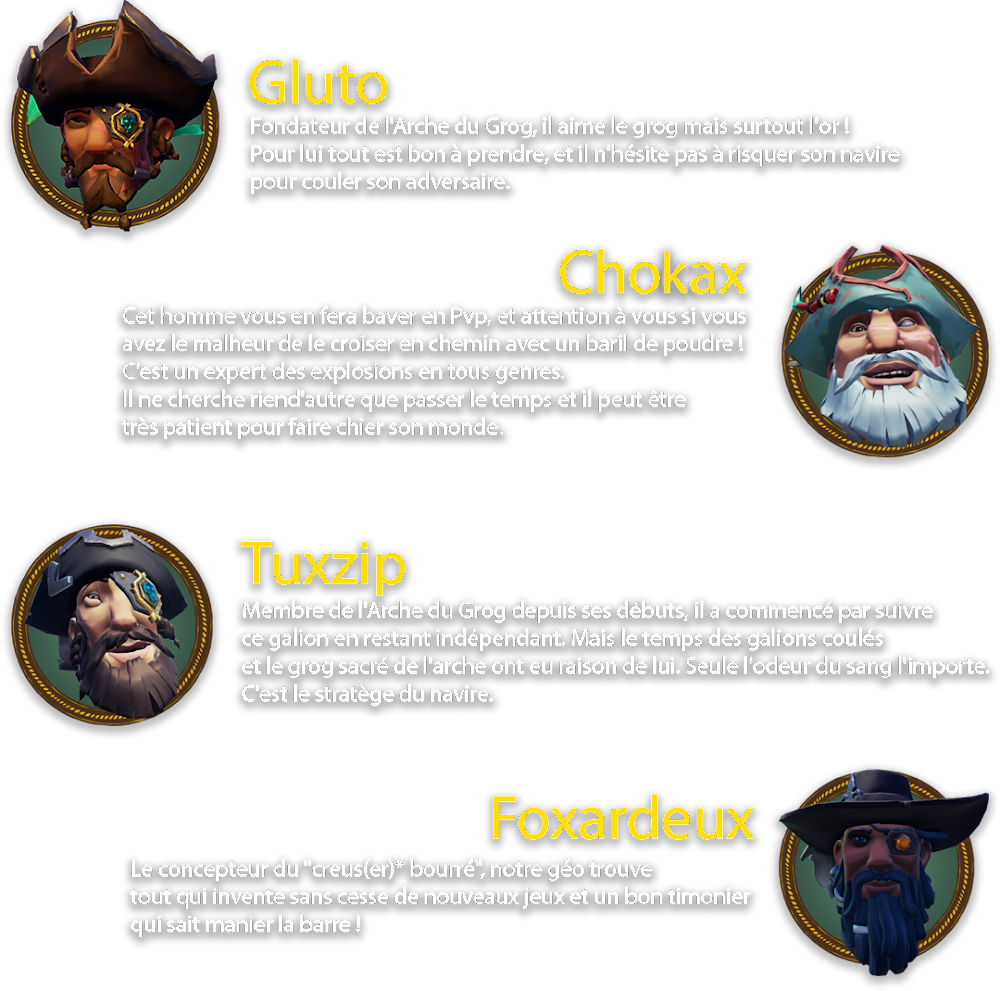 Gluto
Fondateur de l'Arche du Grog, il aime le grog mais surtout l'or !
Pour lui tout est bon à prendre, et il n'hésite pas à risquer son navire
pour couler son adversaire.
Chokax
Cet homme vous en fera baver en Pvp, et attention à vous si vous
avez le malheur de le croiser en chemin avec un baril de poudre !
C'est un expert des explosions en tous genres.
Il ne cherche riend'autre que passer le temps et il peut être
très patient pour faire chier son monde.
Tuxzip
Membre de l'Arche du Grog depuis ses débuts, il a commencé par suivre
ce galion en restant indépendant. Mais le temps des galions coulés
et le grog sacré de l'arche ont eu raison de lui. Seule l'odeur du sang l'importe.
C'est le stratège du navire.
Foxardeux
Le concepteur du "creus(er)* bourré", notre géo trouve
tout qui invente sans cesse de nouveaux jeux et un bon timonier
qui sait manier la barre !